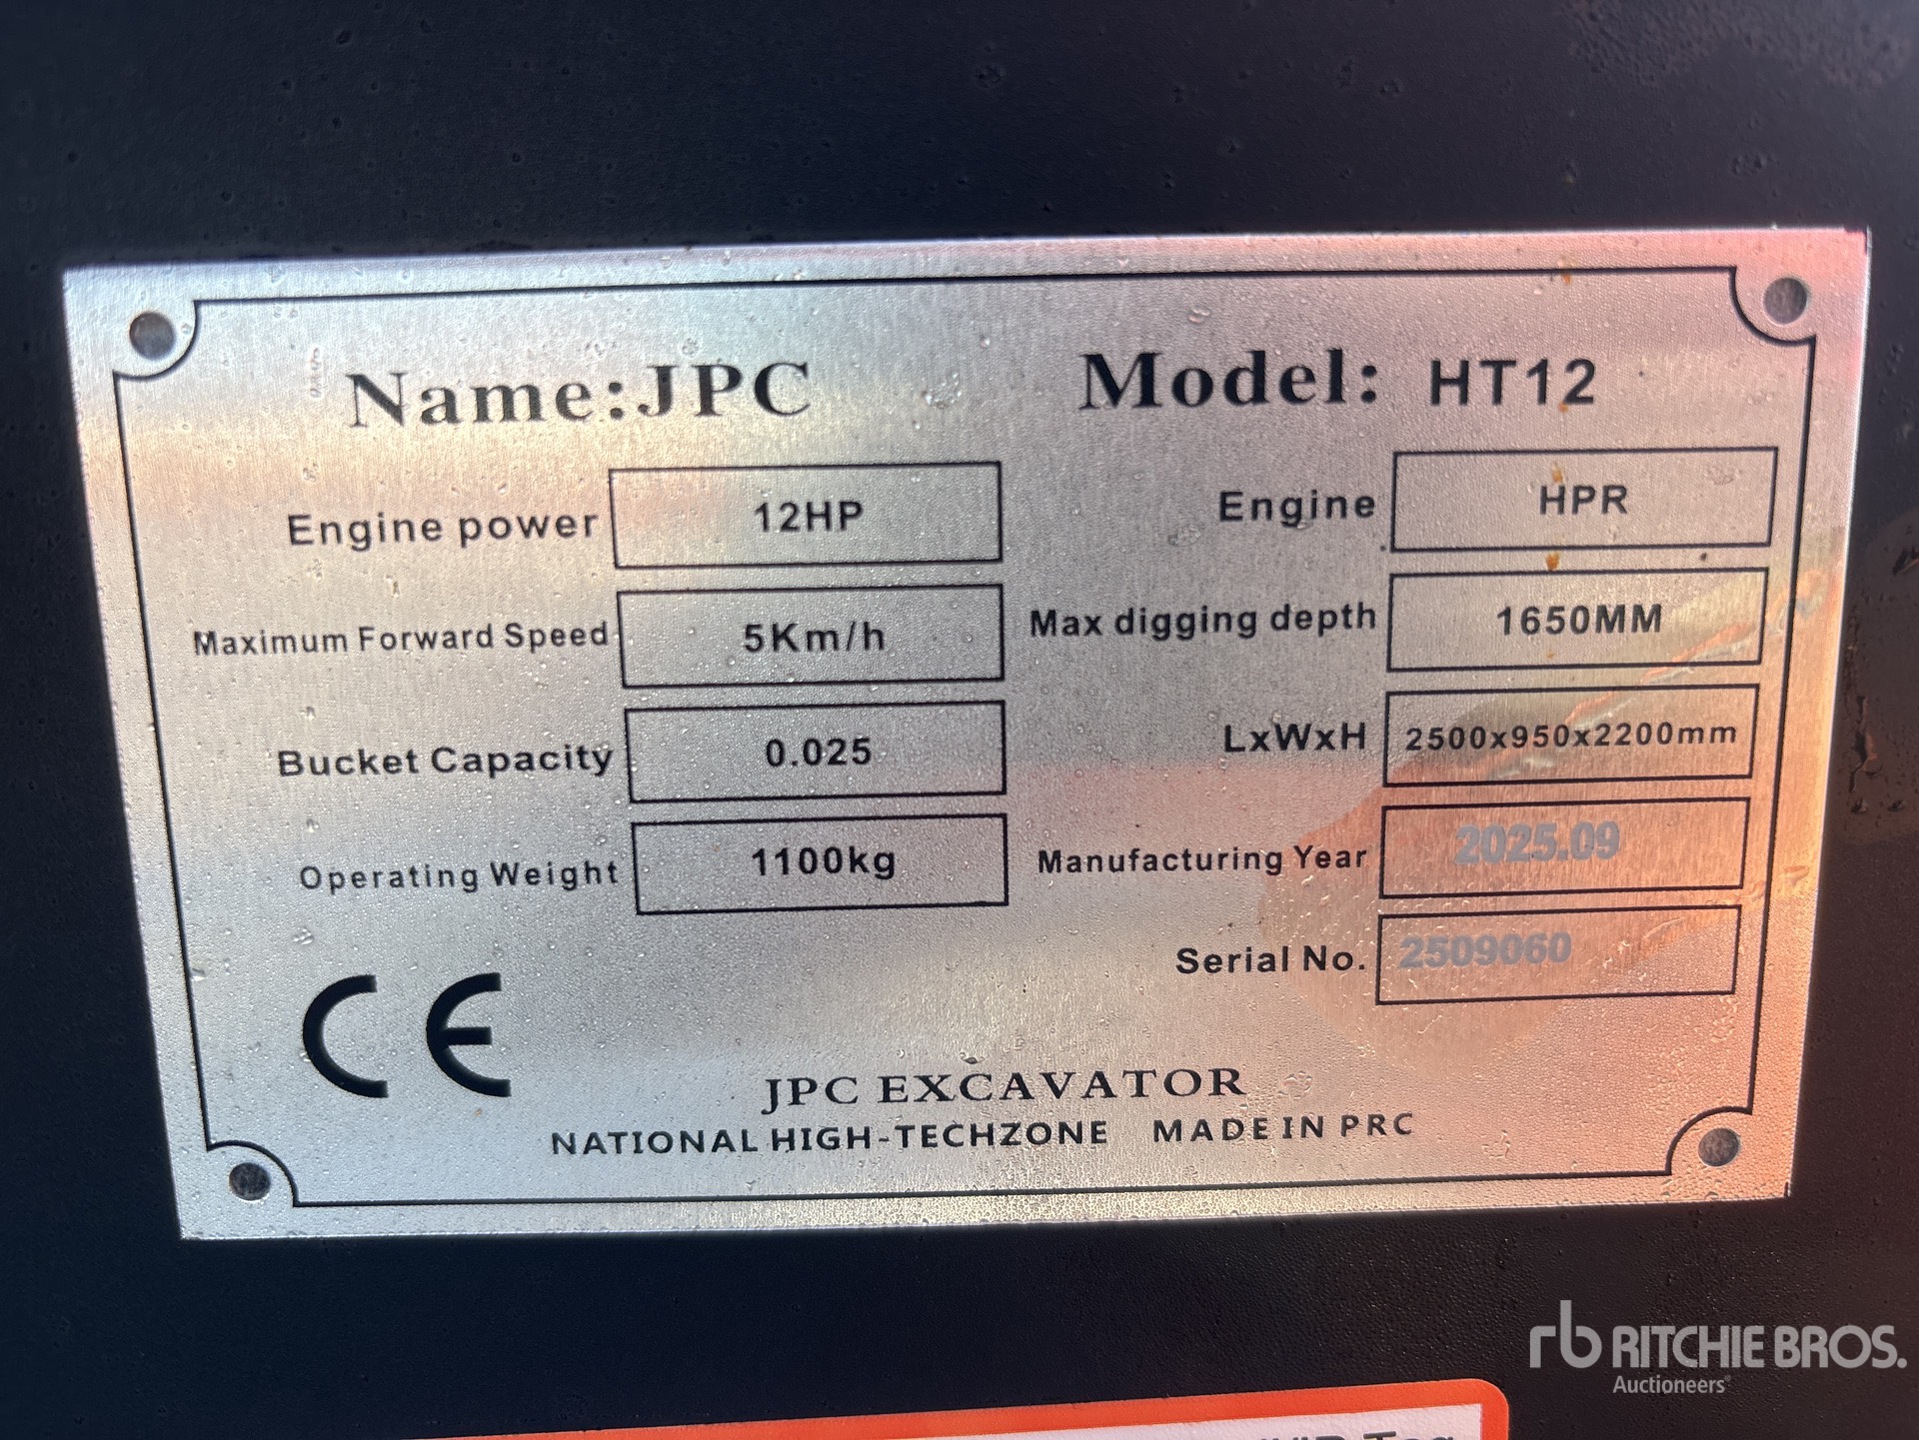 Name:JPC Model: HT12
Engine power 12HP Engine HPR
Maximum Forward Speed 5Km/h Max digging depth 1650MM
Bucket Capacity 0.025 LxWxH 2500x950x2200mm
Operating Weight 1100kg Manufacturing Year 2025.09
Serial No. 2509060
CE
JPC EXCAVATOR
NATIONAL HIGH-TECHZONE MADE IN PRC
rb RITCHIE BROS.
Auctioneers